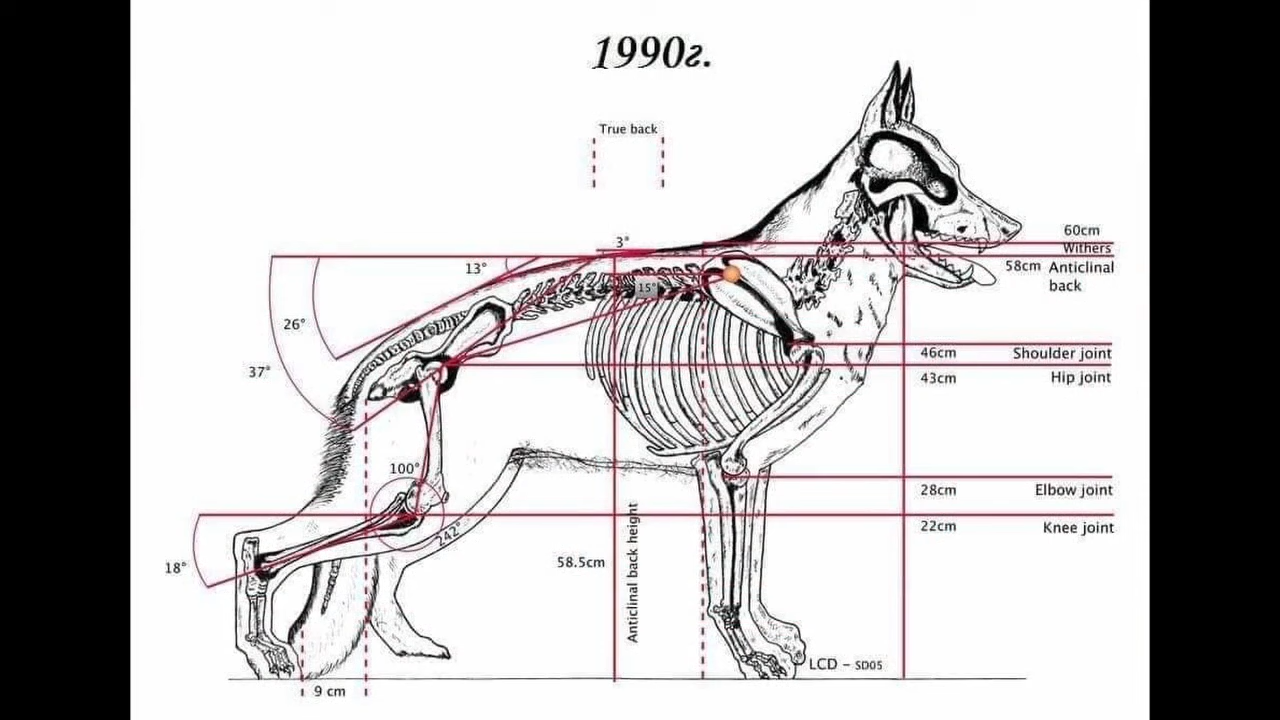 1990г.
True back
3°
13°
15°
26°
37°
100°
242°
18°
60cm
Withers
58cm Anticlinal
back
46cm Shoulder joint
43cm Hip joint
28cm Elbow joint
22cm Knee joint
58.5cm
Anticlinal back height
LCD – SD05
9 cm